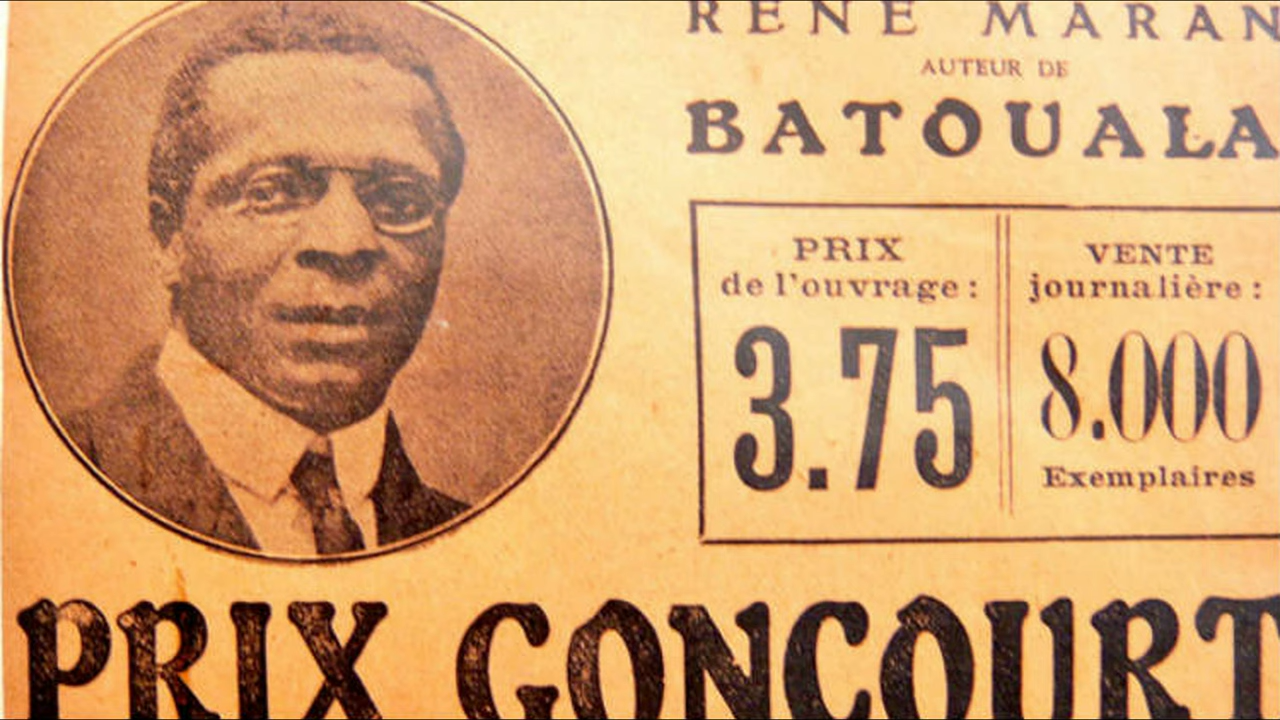 RENÉ MARAN
AUTEUR DE
BATOUALA
PRIX
de l'ouvrage :
3.75
VENTE
journalière :
8.000
Exemplaires
PRIX GONCOURT